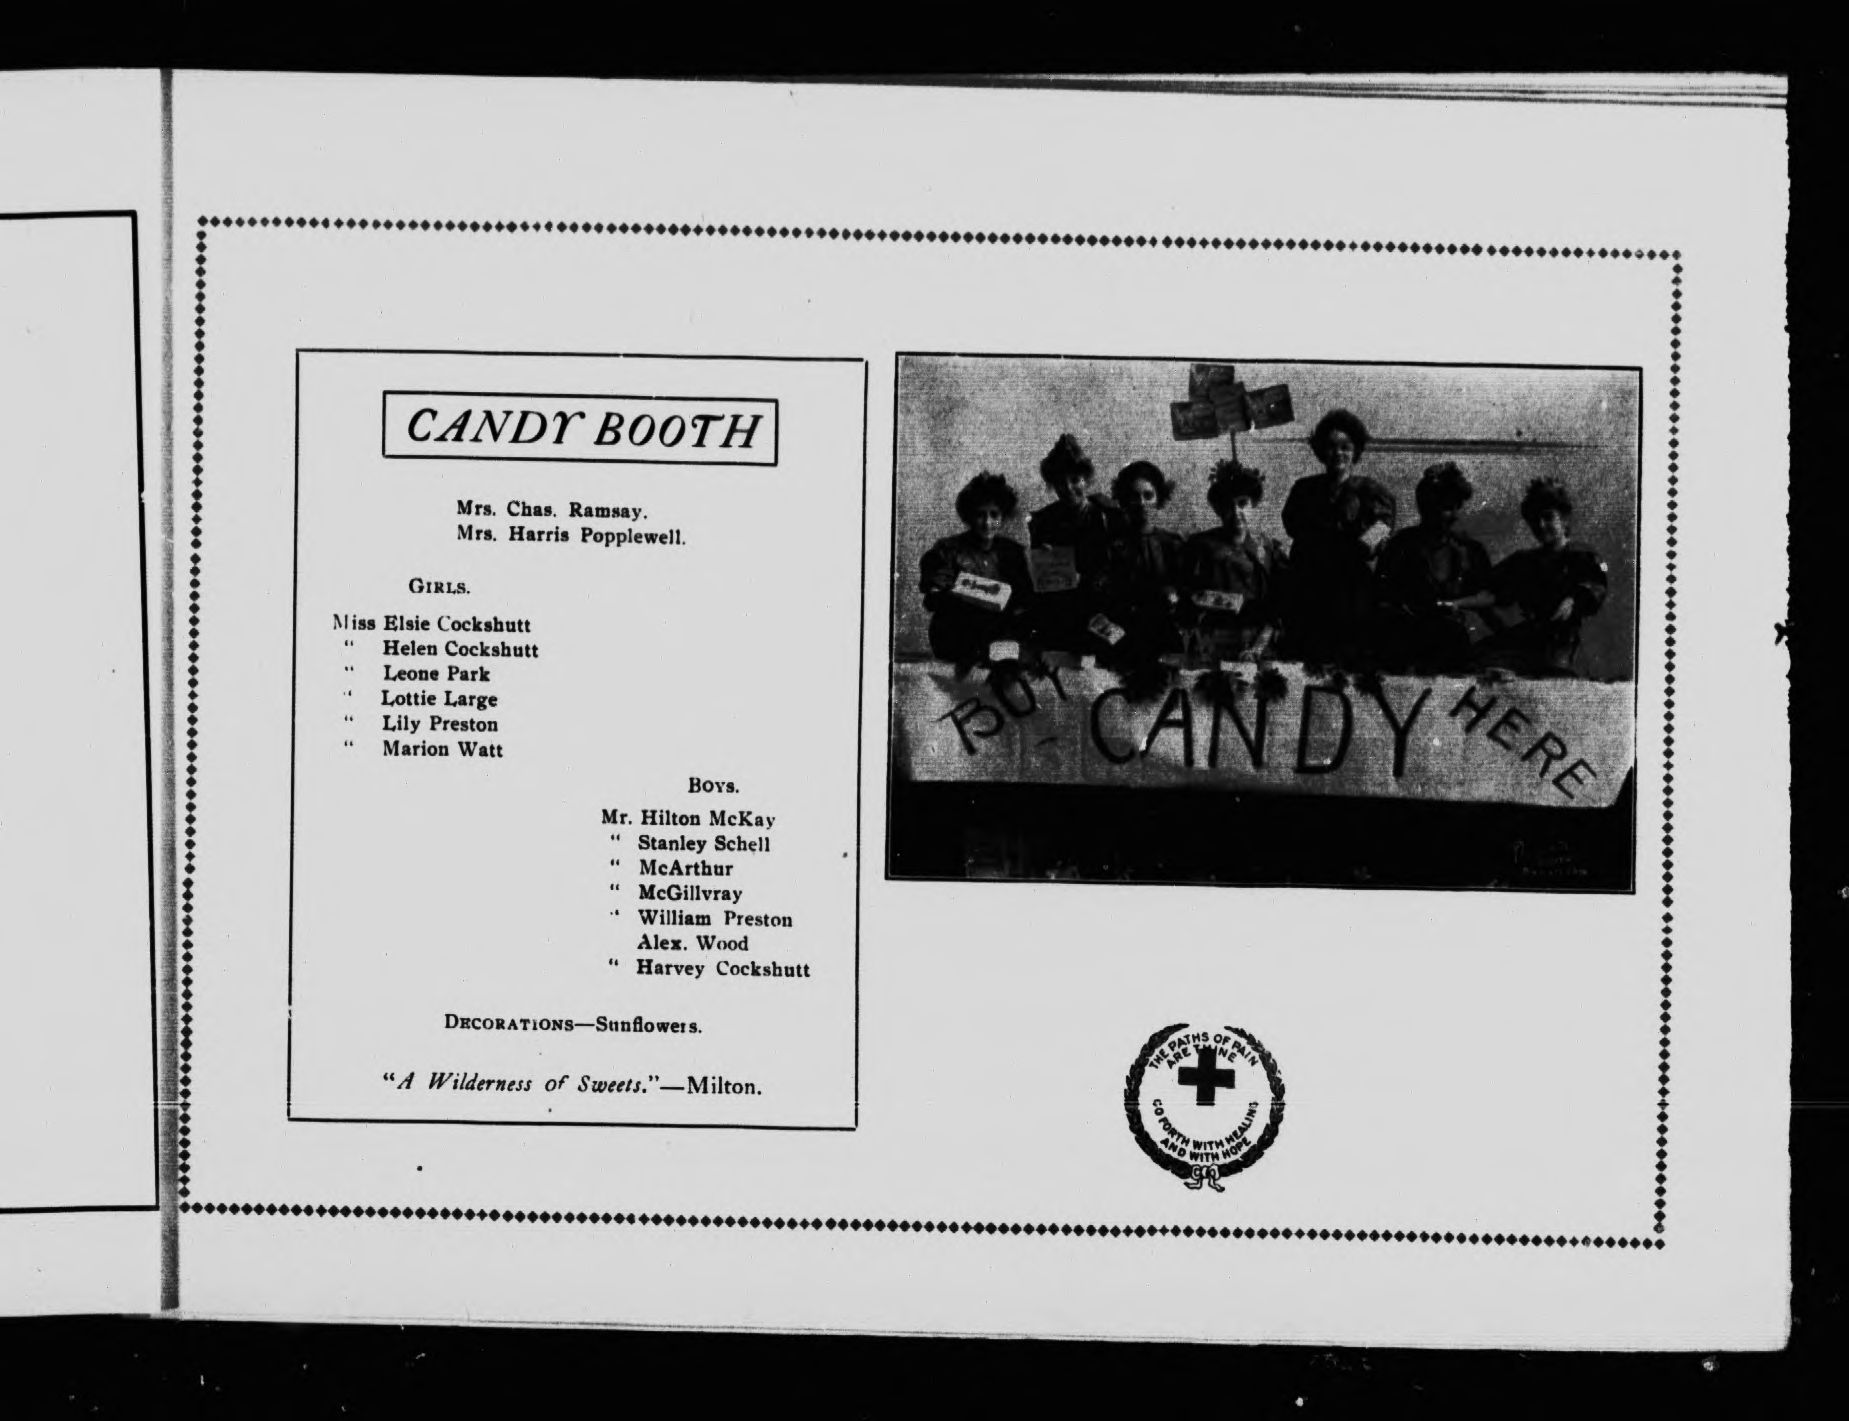 CANDY BOOTH
Mrs. Chas. Ramsay.
Mrs. Harris Popplewell.
GIRLS.
Miss Elsie Cockshutt
“ Helen Cockshutt
“ Leone Park
“ Lottie Large
“ Lily Preston
“ Marion Watt
BOYS.
Mr. Hilton McKay
“ Stanley Schell
“ McArthur
“ McGillvray
“ William Preston
Alex. Wood
“ Harvey Cockshutt
DECORATIONS—Sunflowers.
“A Wilderness of Sweets.”—Milton.
BUY CANDY HERE
THE PATHS OF PAIN
ARE THINE
GO FORTH WITH HEALING
AND WITH HOPE